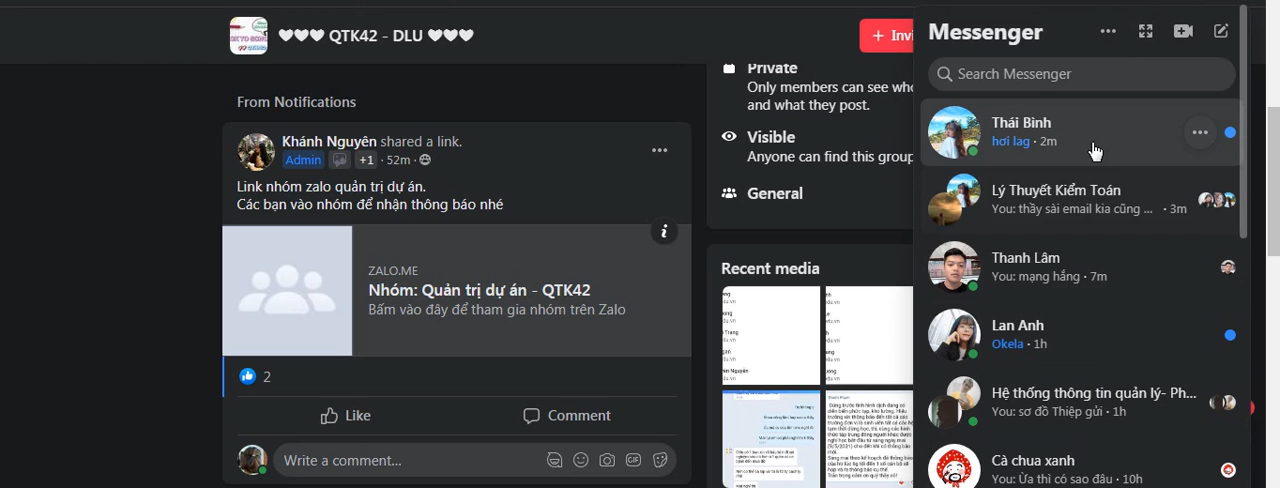 ♥♥♥ QTK42 - DLU ♥♥♥
+ Invi
From Notifications
Khánh Nguyên shared a link.
Admin +1 · 52m ·
Link nhóm zalo quản trị dự án.
Các bạn vào nhóm để nhận thông báo nhé
ZALO.ME
Nhóm: Quản trị dự án - QTK42
Bấm vào đây để tham gia nhóm trên Zalo
2
Like
Comment
Write a comment...
GIF
Private
Only members can see who
and what they post.
Visible
Anyone can find this group
General
Recent media
Messenger
Search Messenger
Thái Bình
hơi lag · 2m
Lý Thuyết Kiểm Toán
You: thầy sài email kia cũng ... · 3m
Thanh Lâm
You: mạng hắng · 7m
Lan Anh
Okela · 1h
Hệ thống thông tin quản lý- Ph...
You: sơ đồ Thiệp gửi · 1h
Cà chua xanh
You: Ừa thì có sao đâu · 10h